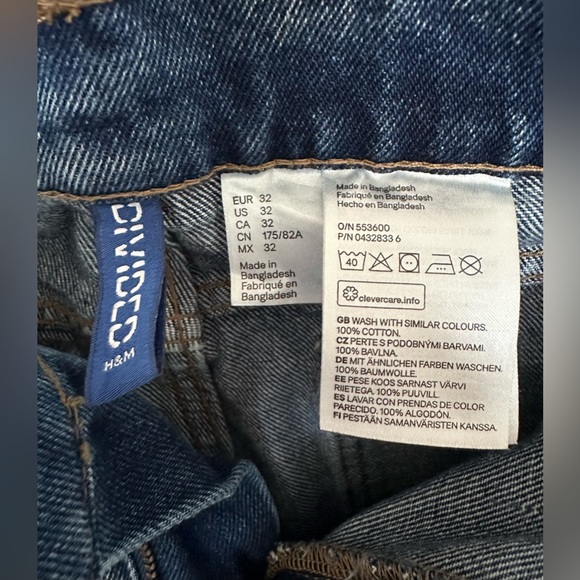 DIVIDED
H&M
EUR 32
US 32
CA 32
CN 175/82A
MX 32
Made in
Bangladesh
Fabriqué en
Bangladesh
Made in Bangladesh
Fabriqué en Bangladesh
Hecho en Bangladesh
O/N 553600
P/N 0432833 6
40
clevercare.info
GB WASH WITH SIMILAR COLOURS.
100% COTTON.
CZ PERTE S PODOBNÝMI BARVAMI.
100% BAVLNA.
DE MIT ÄHNLICHEN FARBEN WASCHEN.
100% BAUMWOLLE.
EE PESE KOOS SARNAST VÄRVI
RIIETEGA. 100% PUUVILL.
ES LAVAR CON PRENDAS DE COLOR
PARECIDO. 100% ALGODÓN.
FI PESTÄÄN SAMANVÄRISTEN KANSSA.